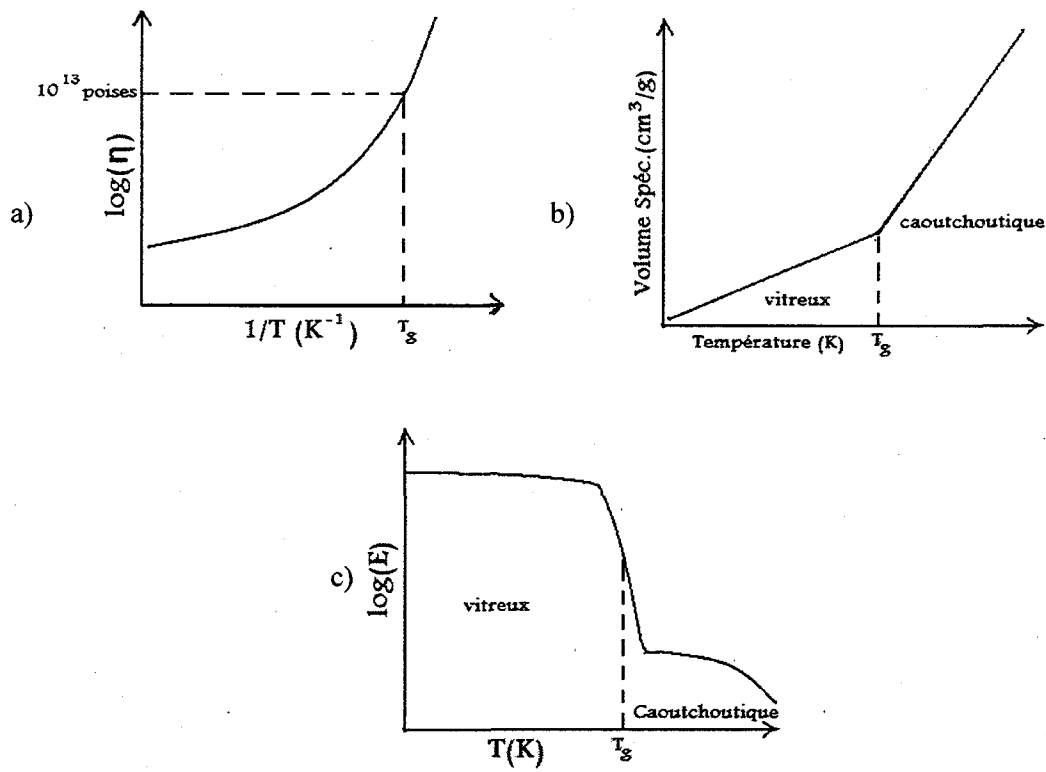 a)
10^13 poises
log(η)
1/T (K^-1)
Tg
b)
Volume Spéc.(cm^3/g)
caoutchoutique
vitreux
Température (K)
Tg
c)
log(E)
vitreux
Caoutchoutique
T(K)
Tg